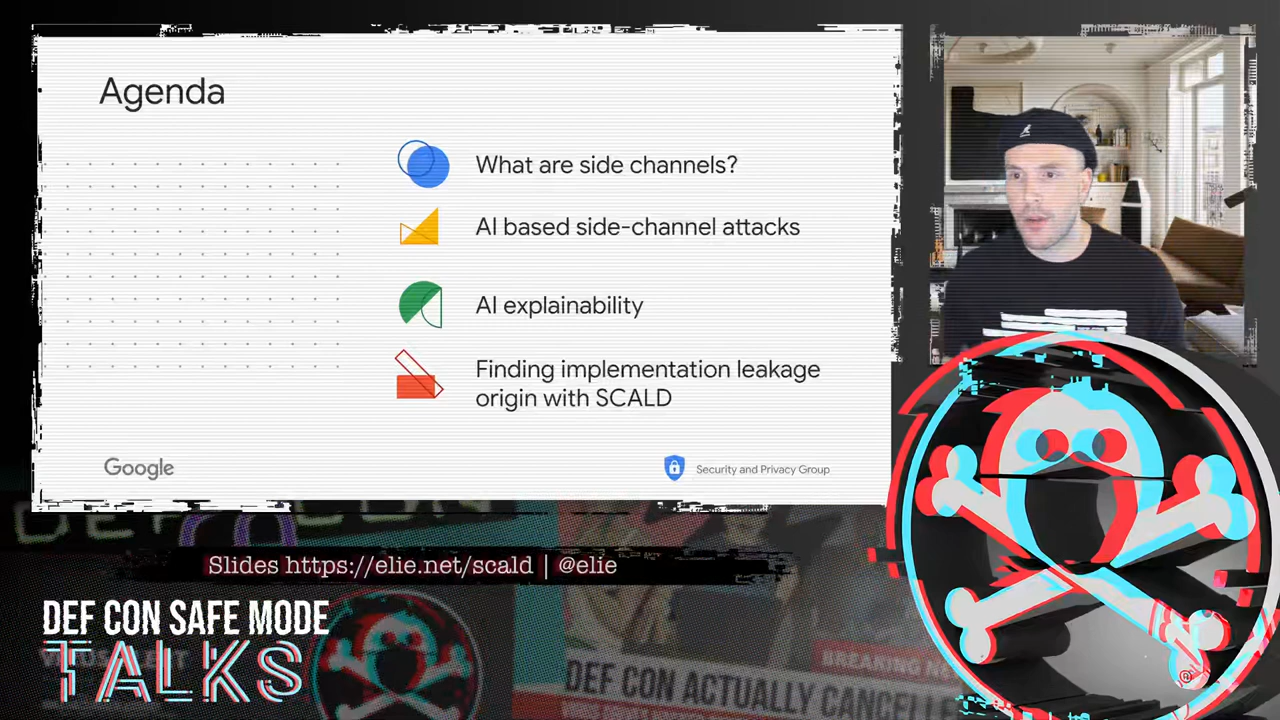 Agenda
What are side channels?
AI based side-channel attacks
AI explainability
Finding implementation leakage
origin with SCALD
Google
Security and Privacy Group
Slides https://elie.net/scald | @elie
DEF CON SAFE MODE
TALKS
BREAKING
DEF CON ACTUALLY